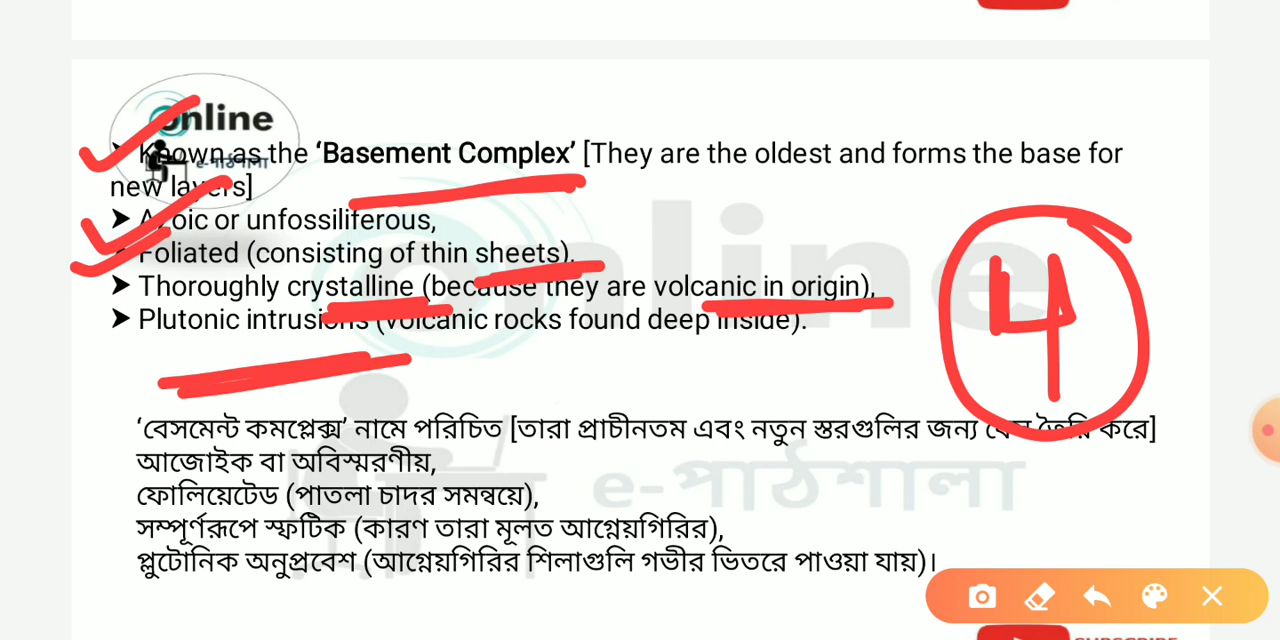 Online
e-পাঠশালা
Known as the ‘Basement Complex’ [They are the oldest and forms the base for
new layers]
➤ Azoic or unfossiliferous,
➤ Foliated (consisting of thin sheets).
➤ Thoroughly crystalline (because they are volcanic in origin),
➤ Plutonic intrusions (volcanic rocks found deep inside).
4
Online
e-পাঠশালা
‘বেসমেন্ট কমপ্লেক্স’ নামে পরিচিত [তারা প্রাচীনতম এবং নতুন স্তরগুলির জন্য বেস তৈরি করে]
আজোইক বা অবিস্মরণীয়,
ফোলিয়েটেড (পাতলা চাদর সমন্বয়ে),
সম্পূর্ণরূপে স্ফটিক (কারণ তারা মূলত আগ্নেয়গিরির),
প্লুটোনিক অনুপ্রবেশ (আগ্নেয়গিরির শিলাগুলি গভীর ভিতরে পাওয়া যায়)।